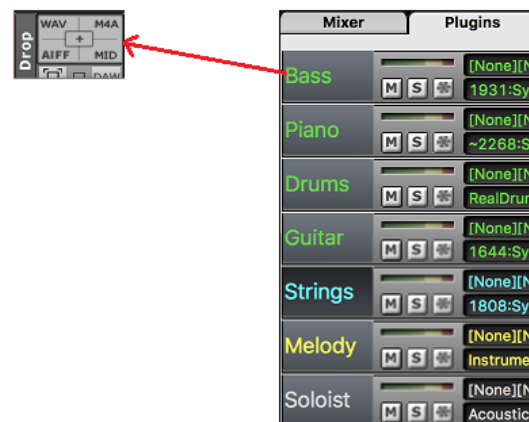 Drop
WAV M4A
+
AIFF MID
DAW
Mixer Plugins
Bass
[None][N
M S
1931:Sy
Piano
[None][N
M S
~2268:S
Drums
[None][N
M S
RealDrur
Guitar
[None][N
M S
1644:Sy
Strings
[None][N
M S
1808:Sy
Melody
[None][N
M S
Instrume
Soloist
[None][N
M S
Acoustic